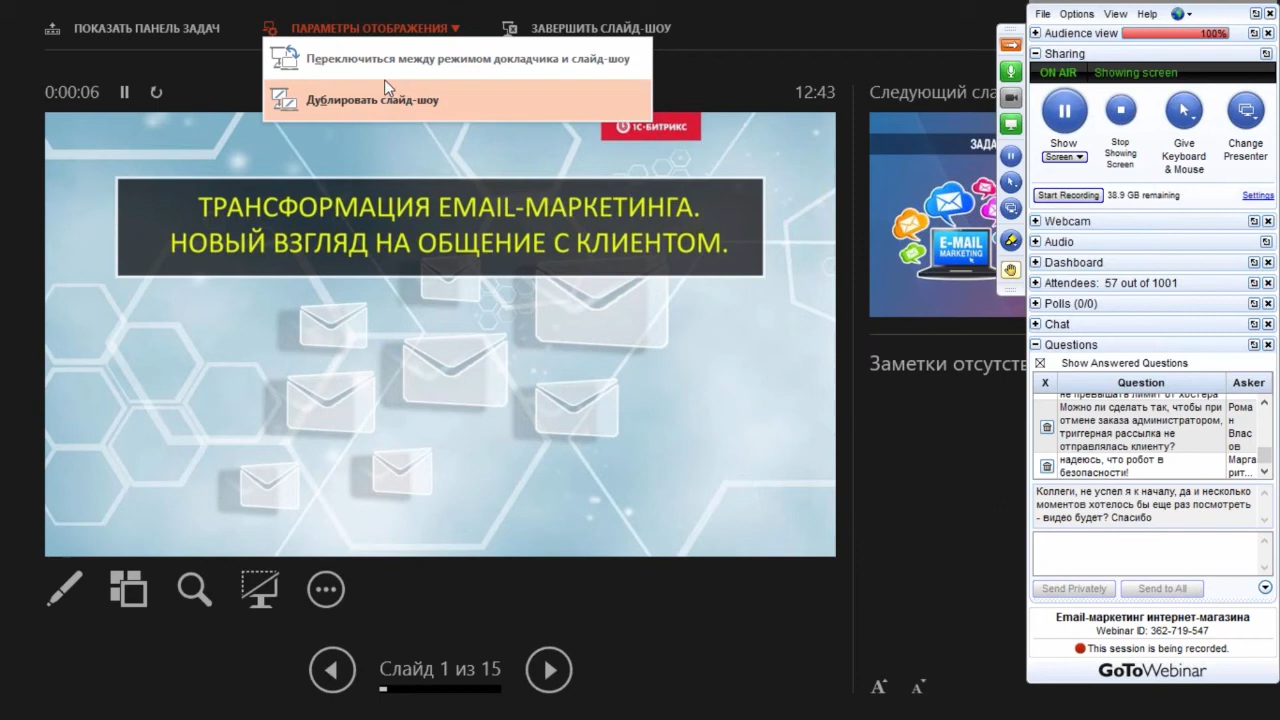 ПОКАЗАТЬ ПАНЕЛЬ ЗАДАЧ
ПАРАМЕТРЫ ОТОБРАЖЕНИЯ ▼
ЗАВЕРШИТЬ СЛАЙД-ШОУ
Переключиться между режимом докладчика и слайд-шоу
Дублировать слайд-шоу
0:00:06
12:43
1С-БИТРИКС
ТРАНСФОРМАЦИЯ EMAIL-МАРКЕТИНГА.
НОВЫЙ ВЗГЛЯД НА ОБЩЕНИЕ С КЛИЕНТОМ.
Слайд 1 из 15
Следующий сла
ЗАДА
E-MAIL
MARKETING
Заметки отсутств
A A
File Options View Help
Audience view 100%
Sharing
ON AIR Showing screen
Show
Screen
Stop
Showing
Screen
Give
Keyboard
& Mouse
Change
Presenter
Start Recording 38.9 GB remaining Settings
Webcam
Audio
Dashboard
Attendees: 57 out of 1001
Polls (0/0)
Chat
Questions
Show Answered Questions
X Question Asker
не превышать лимит от хостера
Можно ли сделать так, чтобы при
отмене заказа администратором,
триггерная рассылка не
отправлялась клиенту?
Рома
н
Влас
ов
надеюсь, что робот в
безопасности!
Марга
рит...
Коллеги, не успел я к началу, да и несколько
моментов хотелось бы еще раз посмотреть
- видео будет? Спасибо
Send Privately Send to All
Email-маркетинг интернет-магазина
Webinar ID: 362-719-547
This session is being recorded.
GoToWebinar